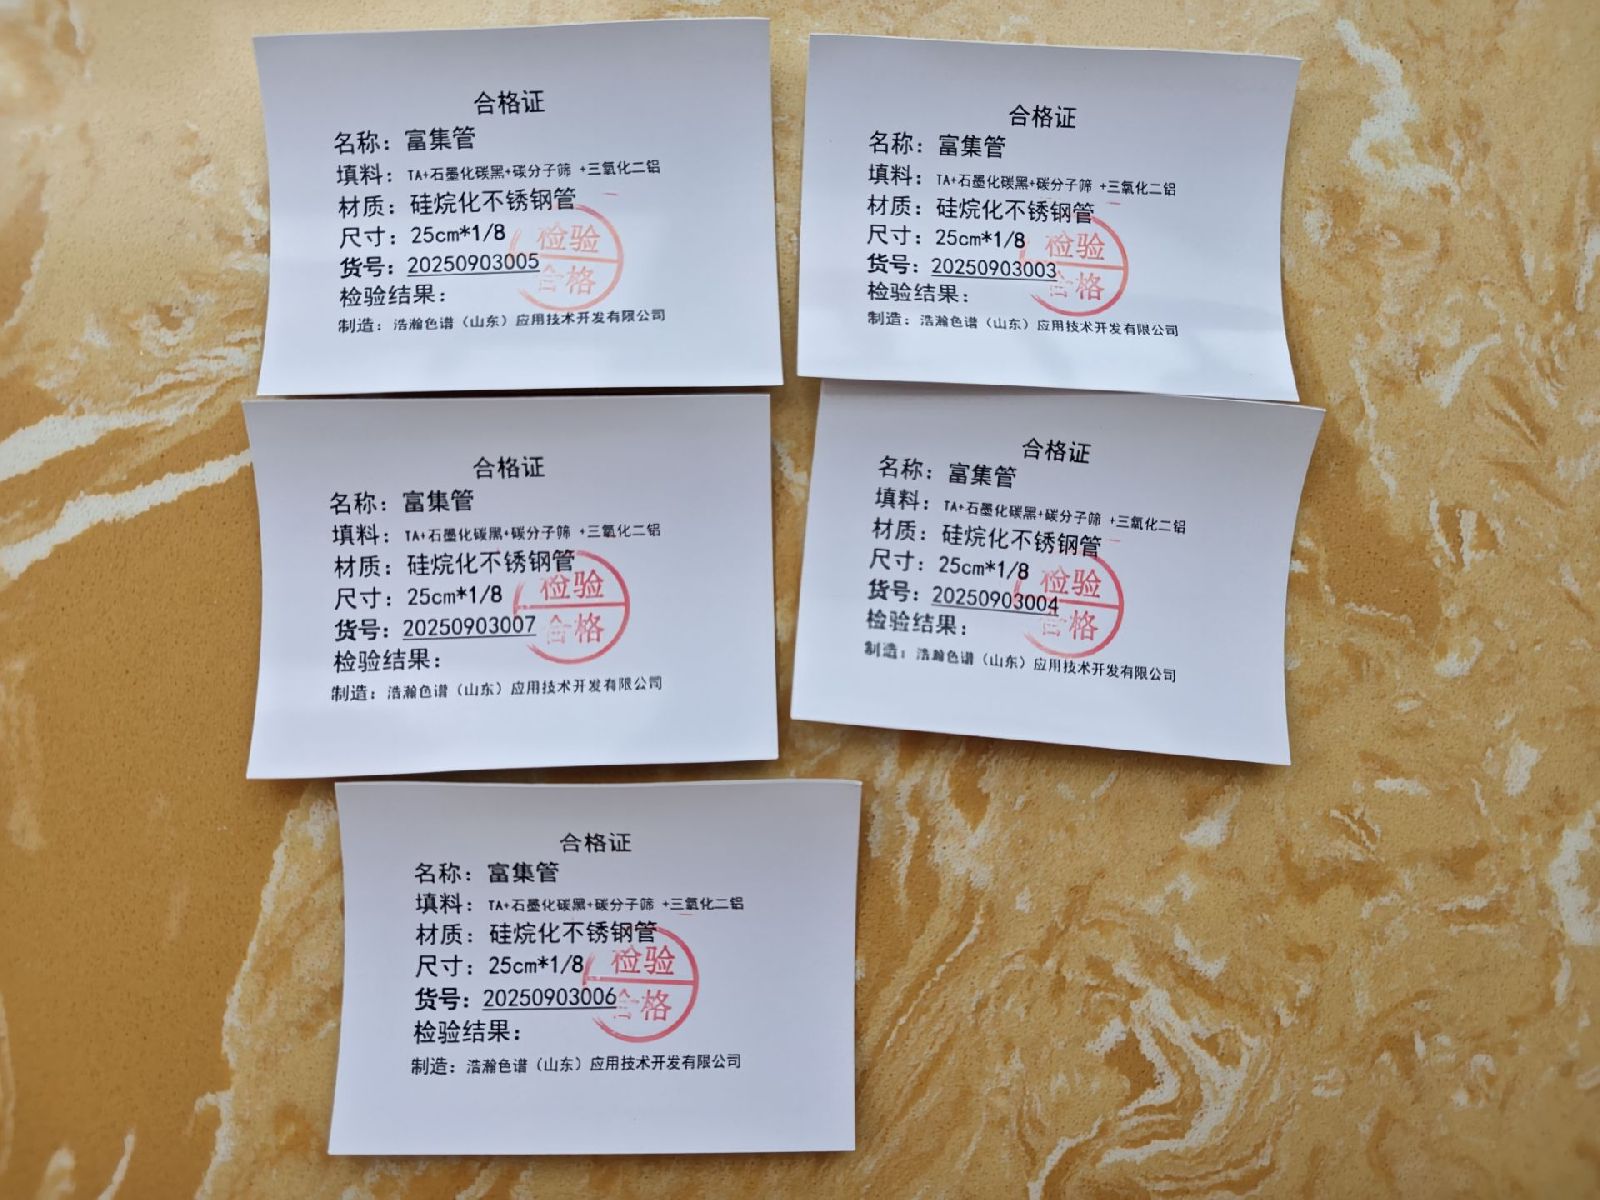 合格证
名称：富集管
填料：TA+石墨化碳黑+碳分子筛 +三氧化二铝
材质：硅烷化不锈钢管
尺寸：25cm*1/8
货号：20250903005
检验结果：
制造：浩瀚色谱（山东）应用技术开发有限公司
检验
合格
合格证
名称：富集管
填料：TA+石墨化碳黑+碳分子筛 +三氧化二铝
材质：硅烷化不锈钢管
尺寸：25cm*1/8
货号：20250903003
检验结果：
制造：浩瀚色谱（山东）应用技术开发有限公司
检验
合格
合格证
名称：富集管
填料：TA+石墨化碳黑+碳分子筛 +三氧化二铝
材质：硅烷化不锈钢管
尺寸：25cm*1/8
货号：20250903007
检验结果：
制造：浩瀚色谱（山东）应用技术开发有限公司
检验
合格
合格证
名称：富集管
填料：TA+石墨化碳黑+碳分子筛 +三氧化二铝
材质：硅烷化不锈钢管
尺寸：25cm*1/8
货号：20250903004
检验结果：
制造：浩瀚色谱（山东）应用技术开发有限公司
检验
合格
合格证
名称：富集管
填料：TA+石墨化碳黑+碳分子筛 +三氧化二铝
材质：硅烷化不锈钢管
尺寸：25cm*1/8
货号：20250903006
检验结果：
制造：浩瀚色谱（山东）应用技术开发有限公司
检验
合格